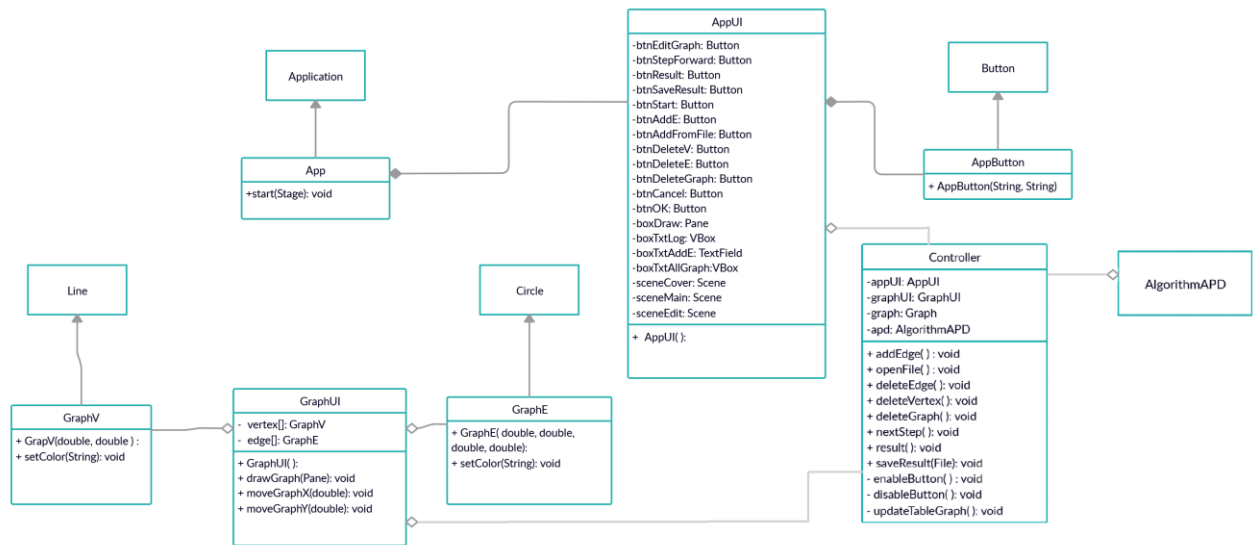 AppUI
-btnEditGraph: Button
-btnStepForward: Button
-btnResult: Button
-btnSaveResult: Button
-btnStart: Button
-btnAddE: Button
-btnAddFromFile: Button
-btnDeleteV: Button
-btnDeleteE: Button
-btnDeleteGraph: Button
-btnCancel: Button
-btnOK: Button
-boxDraw: Pane
-boxTxtLog: VBox
-boxTxtAddE: TextField
-boxTxtAllGraph:VBox
-sceneCover: Scene
-sceneMain: Scene
-sceneEdit: Scene
+ AppUI( ):
Application
App
+start(Stage): void
Button
AppButton
+ AppButton(String, String)
Controller
-appUI: AppUI
-graphUI: GraphUI
-graph: Graph
-apd: AlgorithmAPD
+ addEdge( ) : void
+ openFile( ) : void
+ deleteEdge( ): void
+ deleteVertex( ): void
+ deleteGraph( ): void
+ nextStep( ): void
+ result( ): void
+ saveResult(File): void
- enableButton( ) : void
- disableButton( ): void
- updateTableGraph( ): void
AlgorithmAPD
Line
Circle
GraphV
+ GrapV(double, double ) :
+ setColor(String): void
GraphUI
- vertex[]: GraphV
- edge[]: GraphE
+ GraphUI( ):
+ drawGraph(Pane): void
+ moveGraphX(double): void
+ moveGraphY(double): void
GraphE
+ GraphE( double, double,
double, double):
+ setColor(String): void